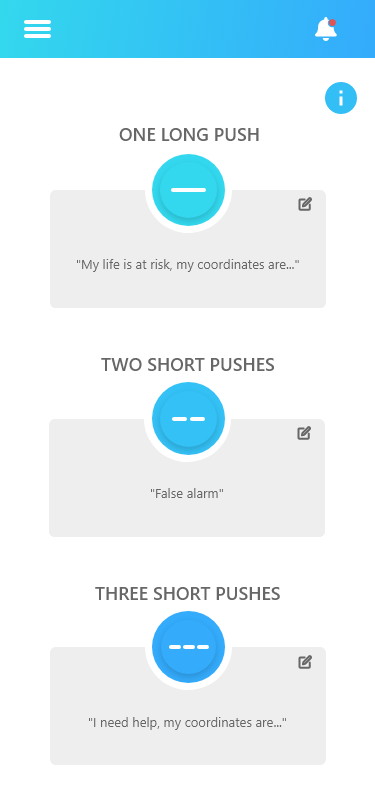 ONE LONG PUSH
"My life is at risk, my coordinates are..."
TWO SHORT PUSHES
"False alarm"
THREE SHORT PUSHES
"I need help, my coordinates are..."